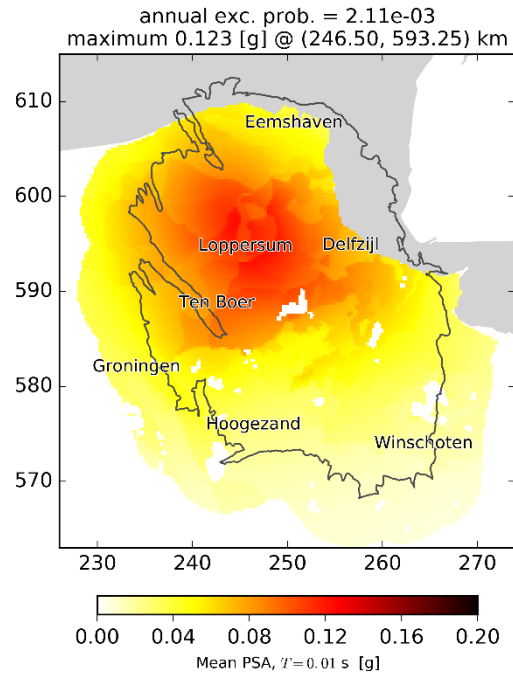 annual exc. prob. = 2.11e-03
maximum 0.123 [g] @ (246.50, 593.25) km
610
600
590
580
570
Eemshaven
Loppersum
Delfzijl
Ten Boer
Groningen
Hoogezand
Winschoten
230
240
250
260
270
0.00
0.04
0.08
0.12
0.16
0.20
Mean PSA, T = 0.01 s [g]